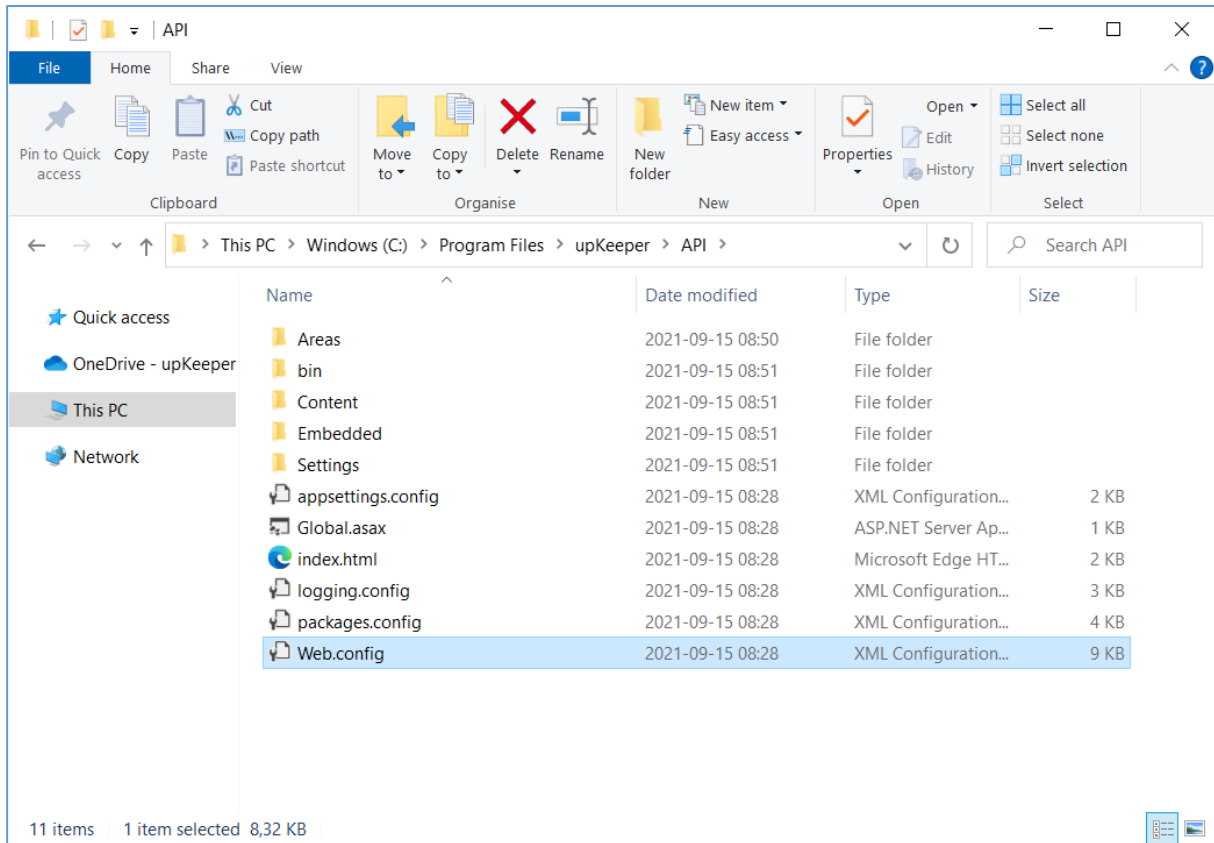 API
File Home Share View
Pin to Quick access
Copy
Paste
Cut
Copy path
Paste shortcut
Clipboard
Move to
Copy to
Delete
Rename
Organise
New folder
New item
Easy access
New
Properties
Open
Edit
History
Open
Select all
Select none
Invert selection
Select
This PC > Windows (C:) > Program Files > upKeeper > API >
Search API
Quick access
OneDrive - upKeeper
This PC
Network
Name Date modified Type Size
Areas 2021-09-15 08:50 File folder
bin 2021-09-15 08:51 File folder
Content 2021-09-15 08:51 File folder
Embedded 2021-09-15 08:51 File folder
Settings 2021-09-15 08:51 File folder
appsettings.config 2021-09-15 08:28 XML Configuration... 2 KB
Global.asax 2021-09-15 08:28 ASP.NET Server Ap... 1 KB
index.html 2021-09-15 08:28 Microsoft Edge HT... 2 KB
logging.config 2021-09-15 08:28 XML Configuration... 3 KB
packages.config 2021-09-15 08:28 XML Configuration... 4 KB
Web.config 2021-09-15 08:28 XML Configuration... 9 KB
11 items 1 item selected 8,32 KB